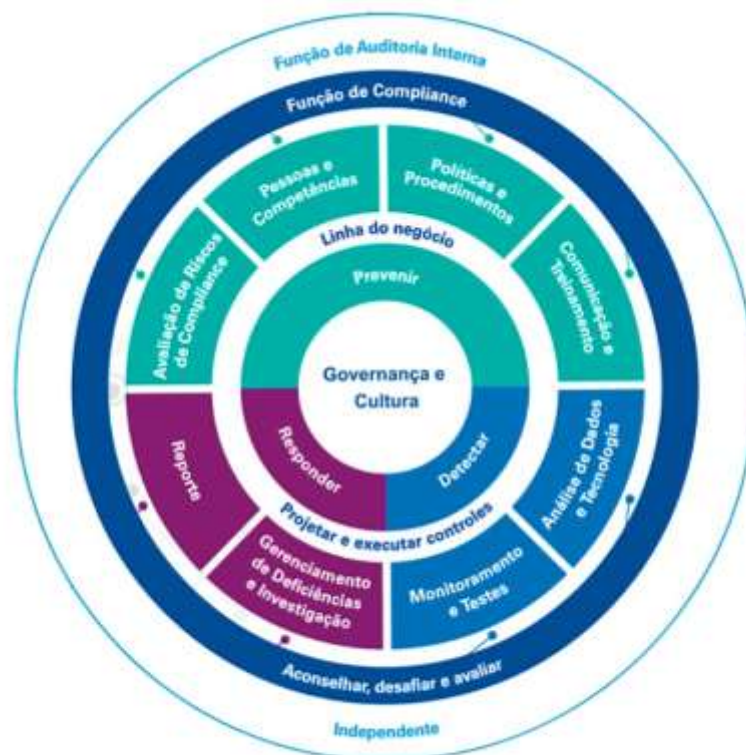 Função de Auditoria Interna
Função de Compliance
Pessoas e
Competências
Políticas e
Procedimentos
Avaliação de Riscos
de Compliance
Comunicação e
Treinamento
Linha do negócio
Prevenir
Governança e
Cultura
Responder
Detectar
Projetar e executar controles
Reporte
Análise de Dados
e Tecnologia
Gerenciamento
de Deficiências
e Investigação
Monitoramento
e Testes
Aconselhar, desafiar e avaliar
Independente